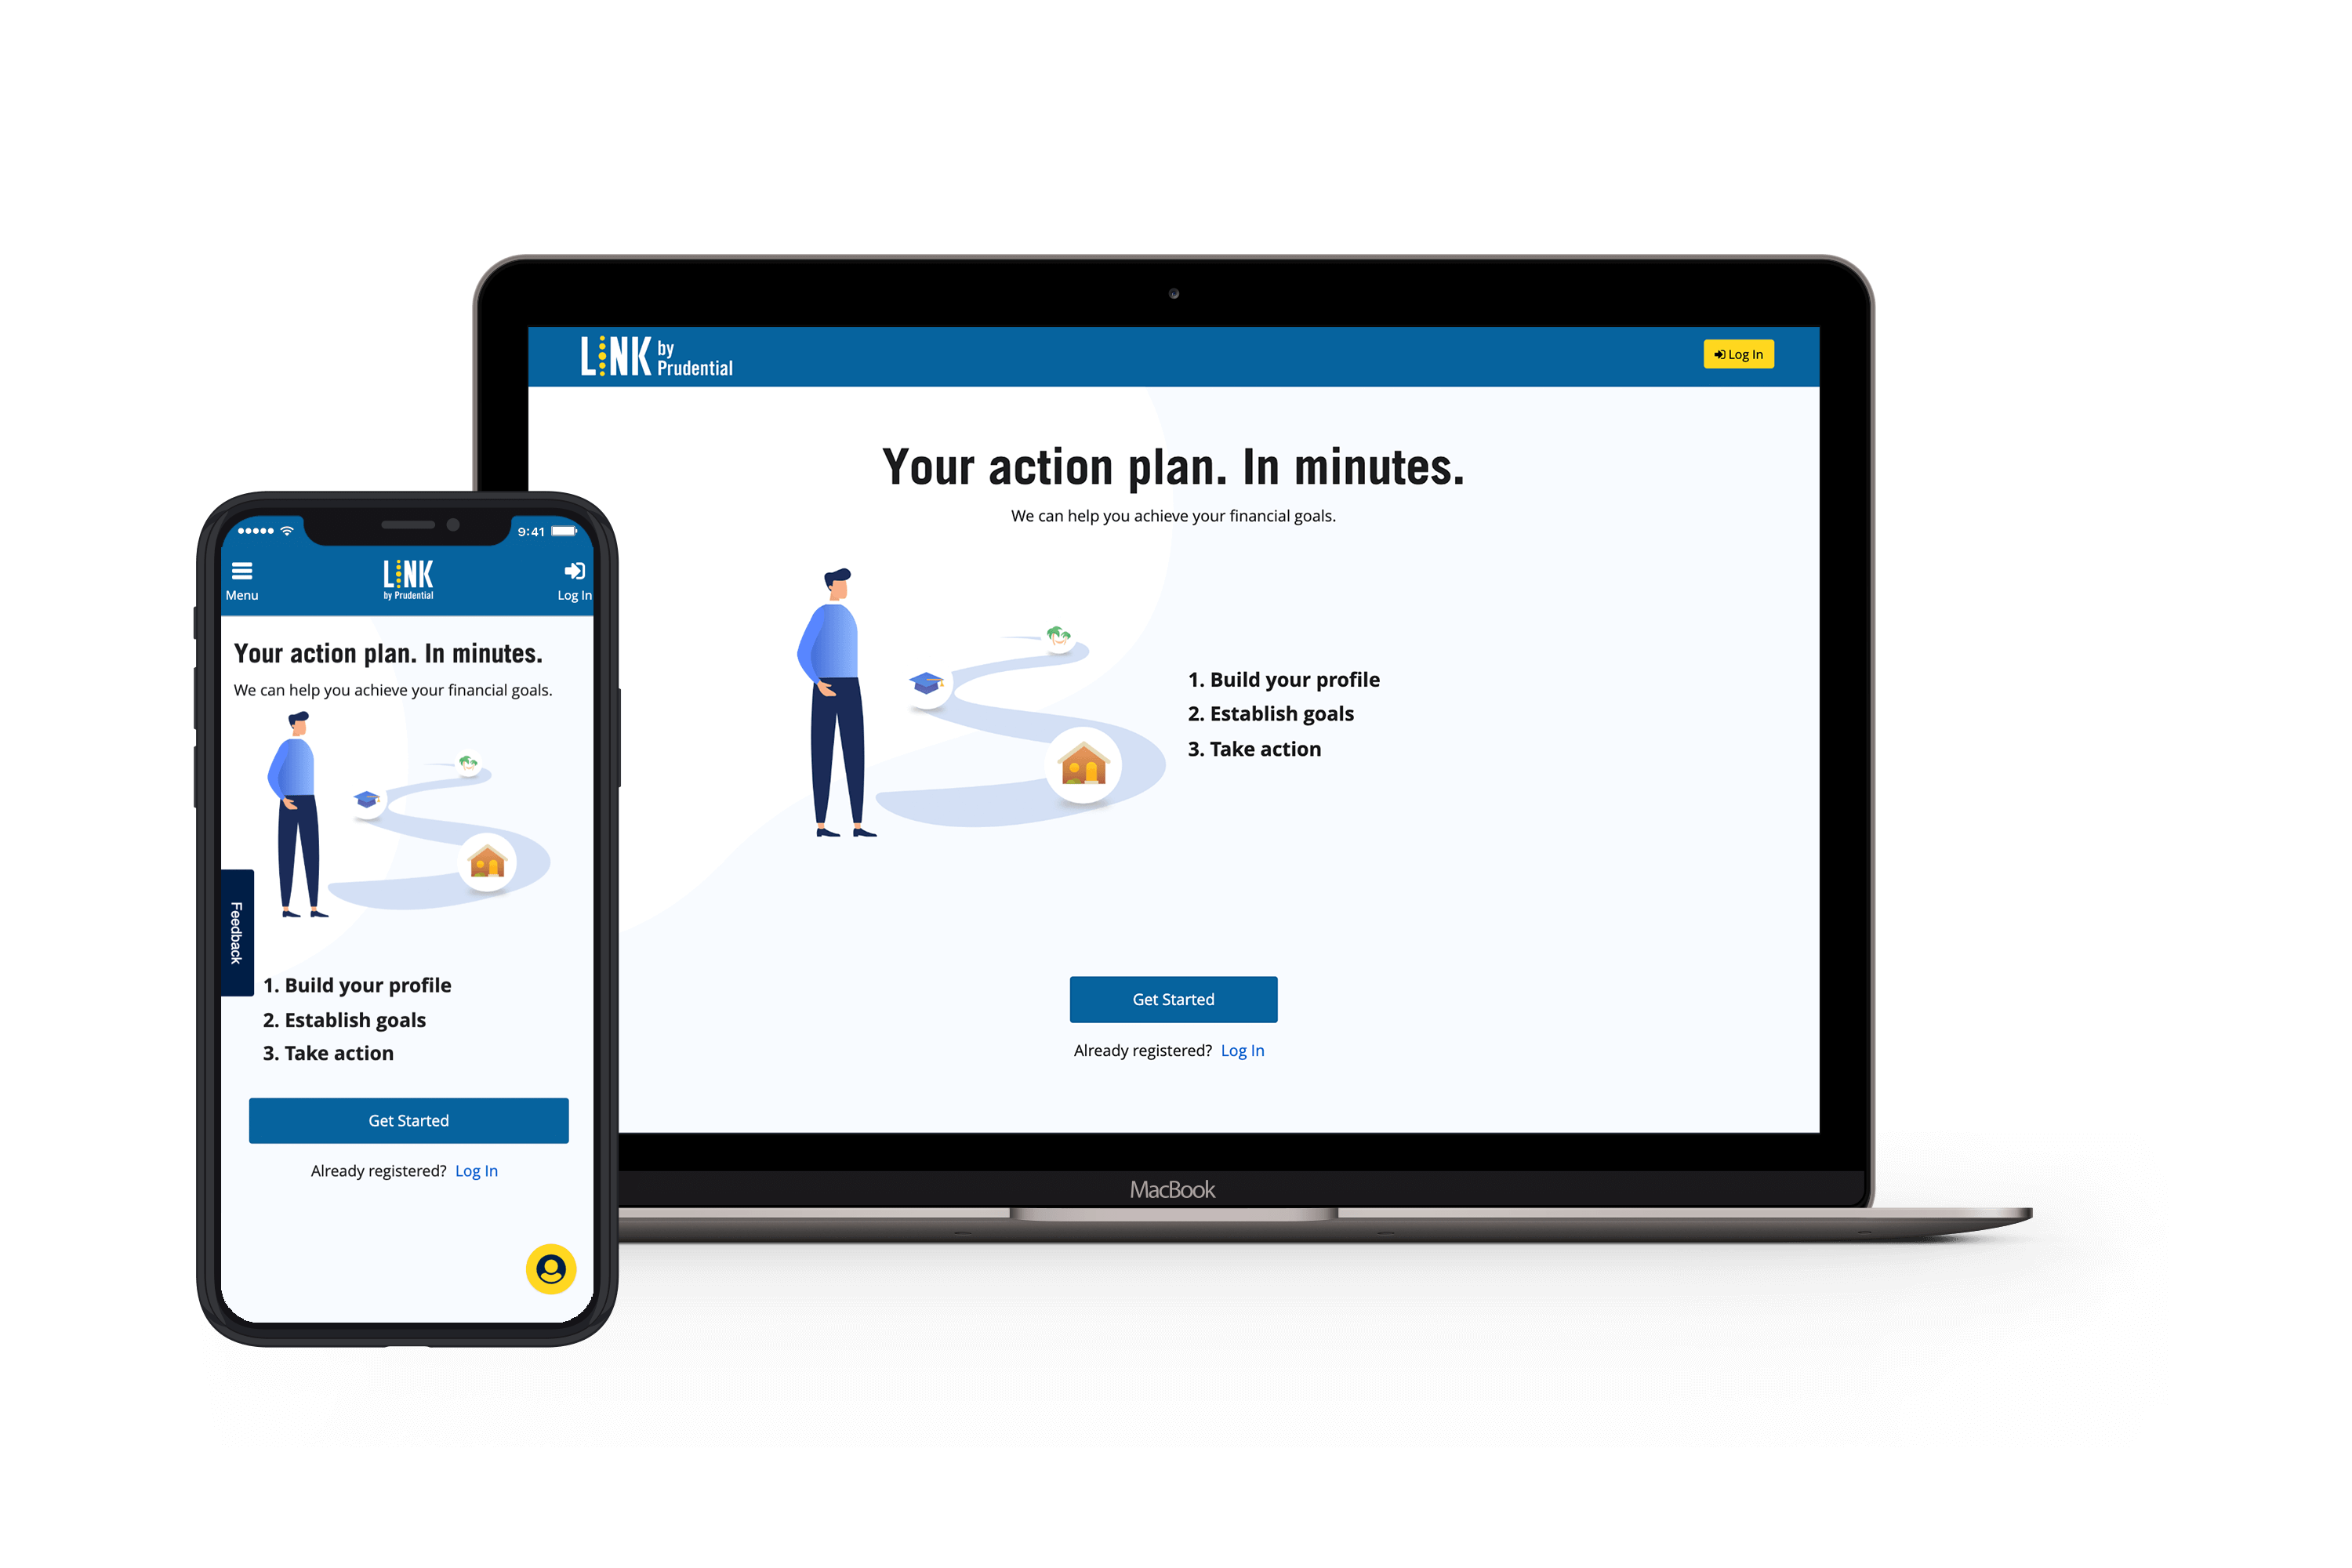 LINK by Prudential
Log In
Your action plan. In minutes.
We can help you achieve your financial goals.
1. Build your profile
2. Establish goals
3. Take action
Get Started
Already registered? Log In
MacBook
9:41
Menu
LINK
by Prudential
Log In
Your action plan. In minutes.
We can help you achieve your financial goals.
Feedback
1. Build your profile
2. Establish goals
3. Take action
Get Started
Already registered? Log In